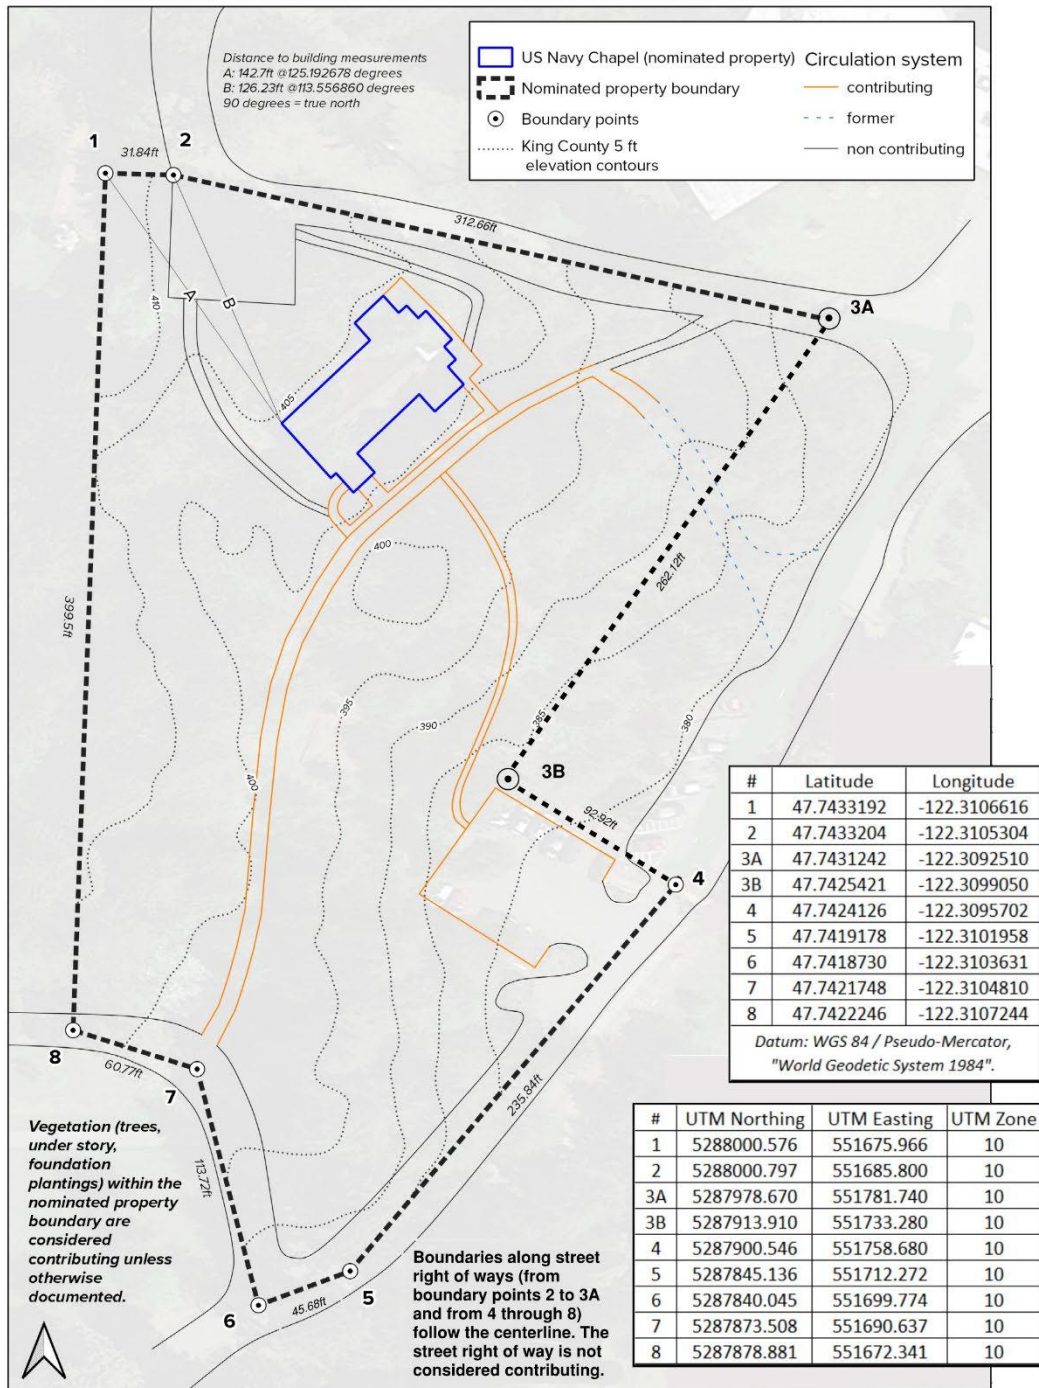 Distance to building measurements
A: 142.7ft @125.192678 degrees
B: 126.23ft @113.556860 degrees
90 degrees = true north
US Navy Chapel (nominated property)
Nominated property boundary
Boundary points
King County 5 ft
elevation contours
Circulation system
contributing
former
non contributing
1
31.84ft
2
312.66ft
3A
A
B
410
405
400
399.5ft
262.12ft
395
390
385
380
400
3B
92.92ft
4
8
60.77ft
7
113.72ft
235.84ft
6
45.68ft
5
# Latitude Longitude
1 47.7433192 -122.3106616
2 47.7433204 -122.3105304
3A 47.7431242 -122.3092510
3B 47.7425421 -122.3099050
4 47.7424126 -122.3095702
5 47.7419178 -122.3101958
6 47.7418730 -122.3103631
7 47.7421748 -122.3104810
8 47.7422246 -122.3107244
Datum: WGS 84 / Pseudo-Mercator,
"World Geodetic System 1984".
# UTM Northing UTM Easting UTM Zone
1 5288000.576 551675.966 10
2 5288000.797 551685.800 10
3A 5287978.670 551781.740 10
3B 5287913.910 551733.280 10
4 5287900.546 551758.680 10
5 5287845.136 551712.272 10
6 5287840.045 551699.774 10
7 5287873.508 551690.637 10
8 5287878.881 551672.341 10
Vegetation (trees,
under story,
foundation
plantings) within the
nominated property
boundary are
considered
contributing unless
otherwise
documented.
Boundaries along street
right of ways (from
boundary points 2 to 3A
and from 4 through 8)
follow the centerline. The
street right of way is not
considered contributing.